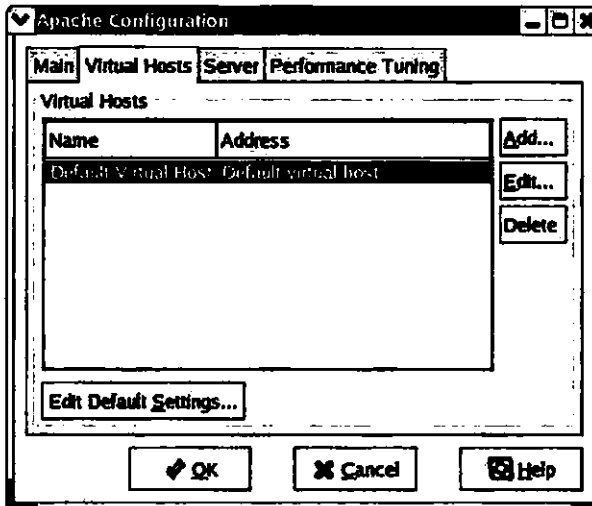 Apache Configuration
Main Virtual Hosts Server Performance Tuning
Virtual Hosts
Name Address
Add...
Default Virtual Host Default virtual host
Edit...
Delete
Edit Default Settings...
OK Cancel Help